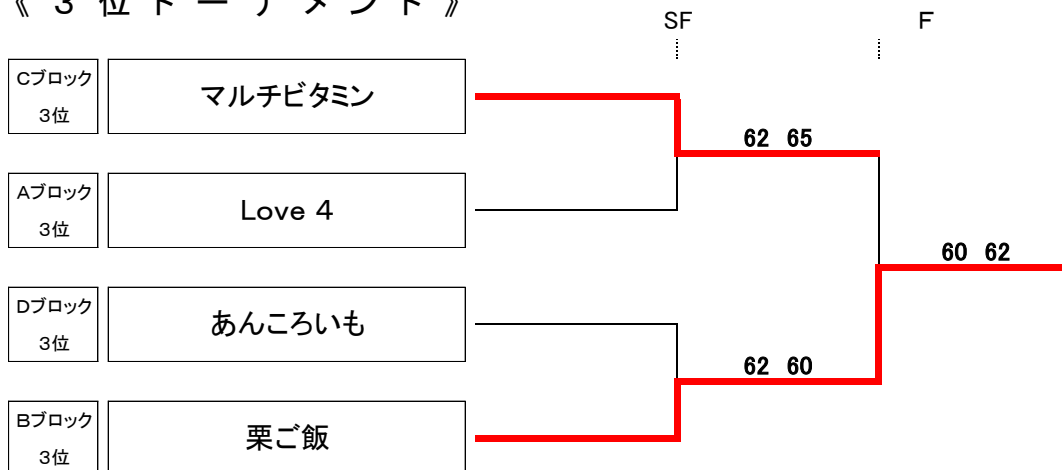 《３位トーナメント》
SF F
Cブロック
3位
マルチビタミン
62 65
Aブロック
3位
Love 4
60 62
Dブロック
3位
あんころいも
62 60
Bブロック
3位
栗ご飯